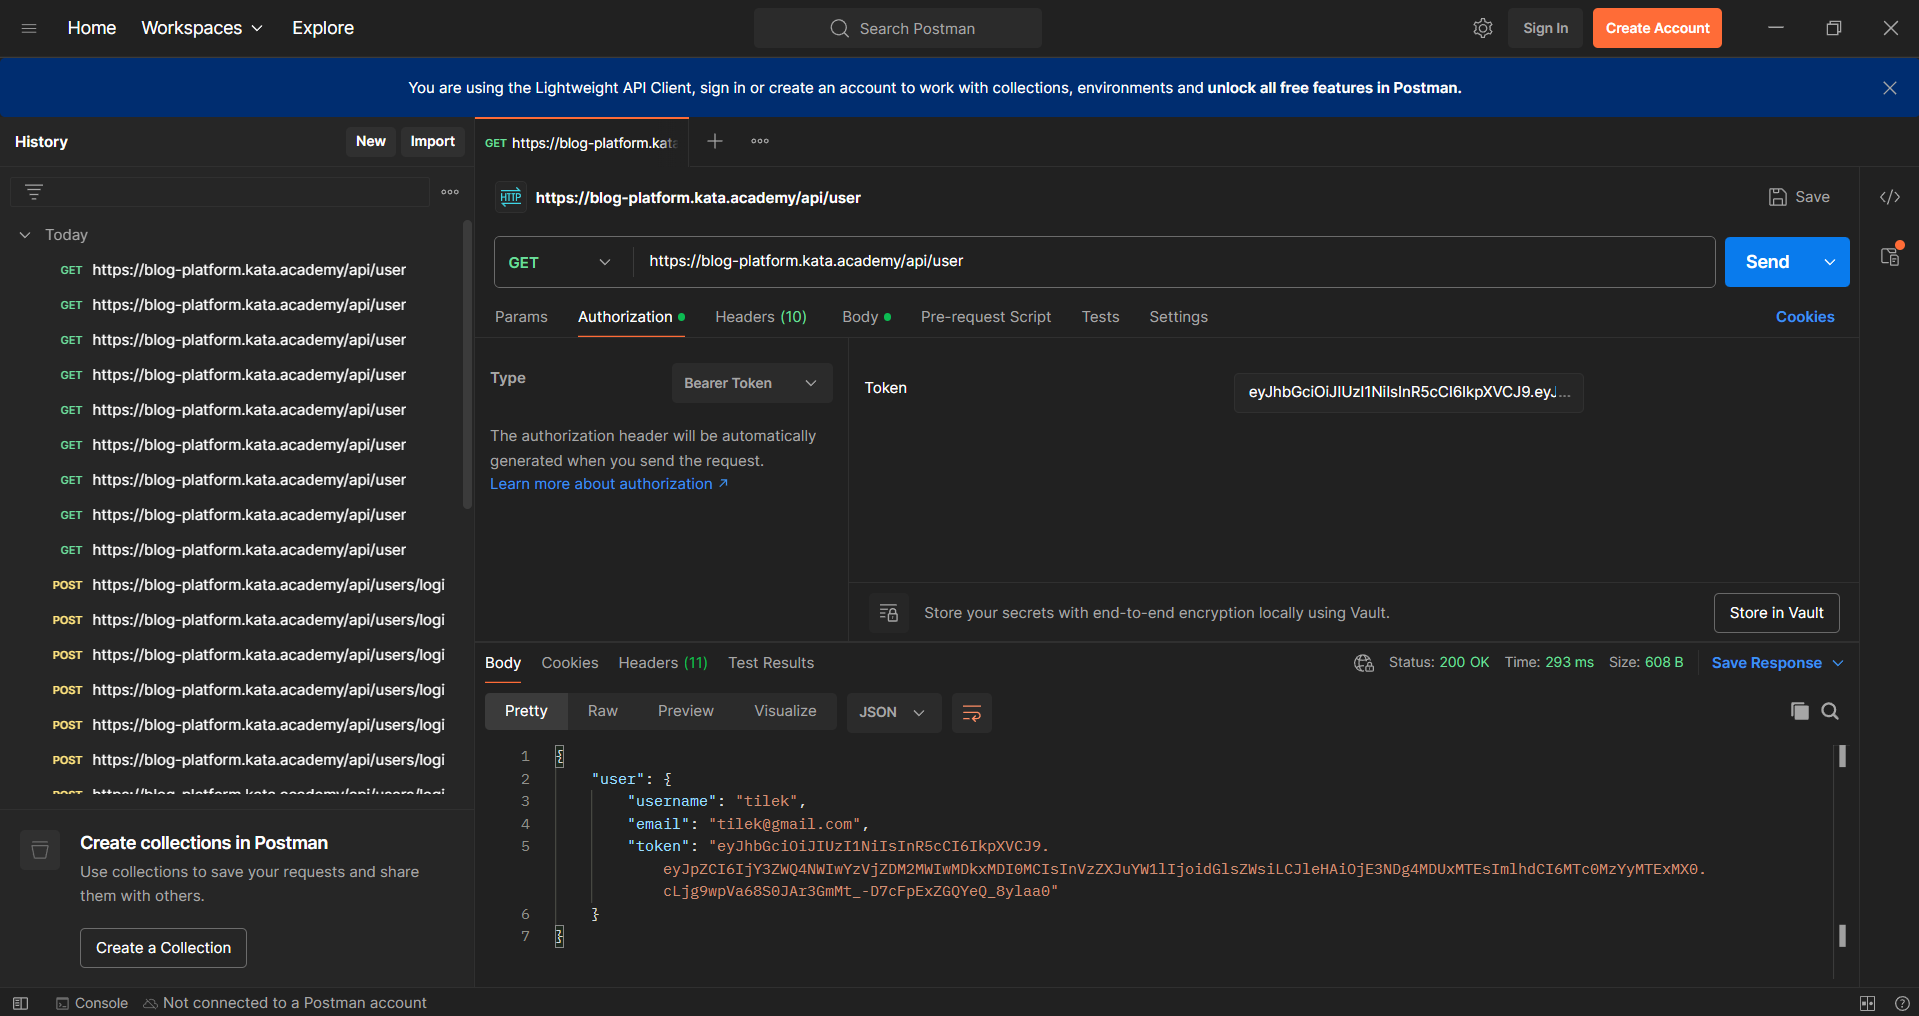 Home
Workspaces
Explore
Search Postman
Sign In
Create Account
You are using the Lightweight API Client, sign in or create an account to work with collections, environments and unlock all free features in Postman.
History
New
Import
GET https://blog-platform.kata
HTTP
https://blog-platform.kata.academy/api/user
Save
Today
GET https://blog-platform.kata.academy/api/user
GET https://blog-platform.kata.academy/api/user
GET https://blog-platform.kata.academy/api/user
GET https://blog-platform.kata.academy/api/user
GET https://blog-platform.kata.academy/api/user
GET https://blog-platform.kata.academy/api/user
GET https://blog-platform.kata.academy/api/user
GET https://blog-platform.kata.academy/api/user
GET https://blog-platform.kata.academy/api/user
POST https://blog-platform.kata.academy/api/users/logi
POST https://blog-platform.kata.academy/api/users/logi
POST https://blog-platform.kata.academy/api/users/logi
POST https://blog-platform.kata.academy/api/users/logi
POST https://blog-platform.kata.academy/api/users/logi
POST https://blog-platform.kata.academy/api/users/logi
POST https://blog-platform.kata.academy/api/users/logi
Create collections in Postman
Use collections to save your requests and share
them with others.
Create a Collection
GET
https://blog-platform.kata.academy/api/user
Send
Params
Authorization
Headers (10)
Body
Pre-request Script
Tests
Settings
Cookies
Type
Bearer Token
The authorization header will be automatically
generated when you send the request.
Learn more about authorization
Token
eyJhbGciOiJIUzI1NiIsInR5cCI6IkpXVCJ9.eyJ...
Store your secrets with end-to-end encryption locally using Vault.
Store in Vault
Body
Cookies
Headers (11)
Test Results
Status: 200 OK
Time: 293 ms
Size: 608 B
Save Response
Pretty
Raw
Preview
Visualize
JSON
1 {
2 "user": {
3 "username": "tilek",
4 "email": "tilek@gmail.com",
5 "token": "eyJhbGciOiJIUzI1NiIsInR5cCI6IkpXVCJ9.
eyJpZCI6IjY3ZWQ4NWIwYzVjZDM2MWIwMDkxMDI0MCIsInVzZXJuYW1lIjoidGlsZWsiLCJleHAiOjE3NDg4MDUxMTEsImlhdCI6MTc0MzYyMTExMX0.
cLjg9wpVa68S0JAr3GmMt_-D7cFpExZGQYeQ_8ylaa0"
6 }
7 }
Console
Not connected to a Postman account